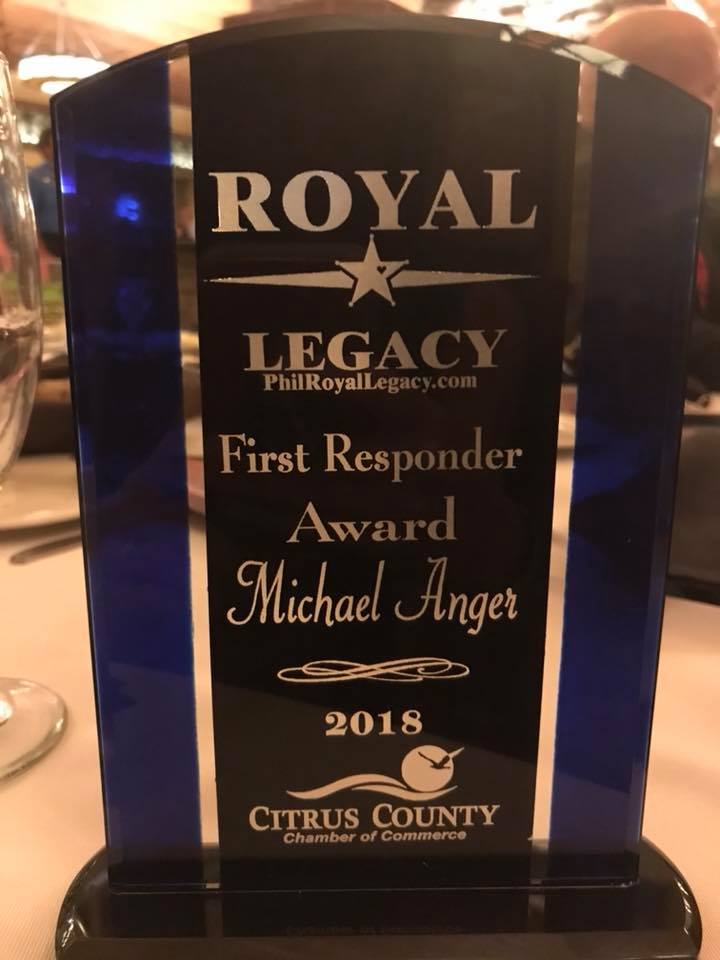 ROYAL
LEGACY
PhilRoyalLegacy.com
First Responder
Award
Michael Anger
2018
CITRUS COUNTY
Chamber of Commerce